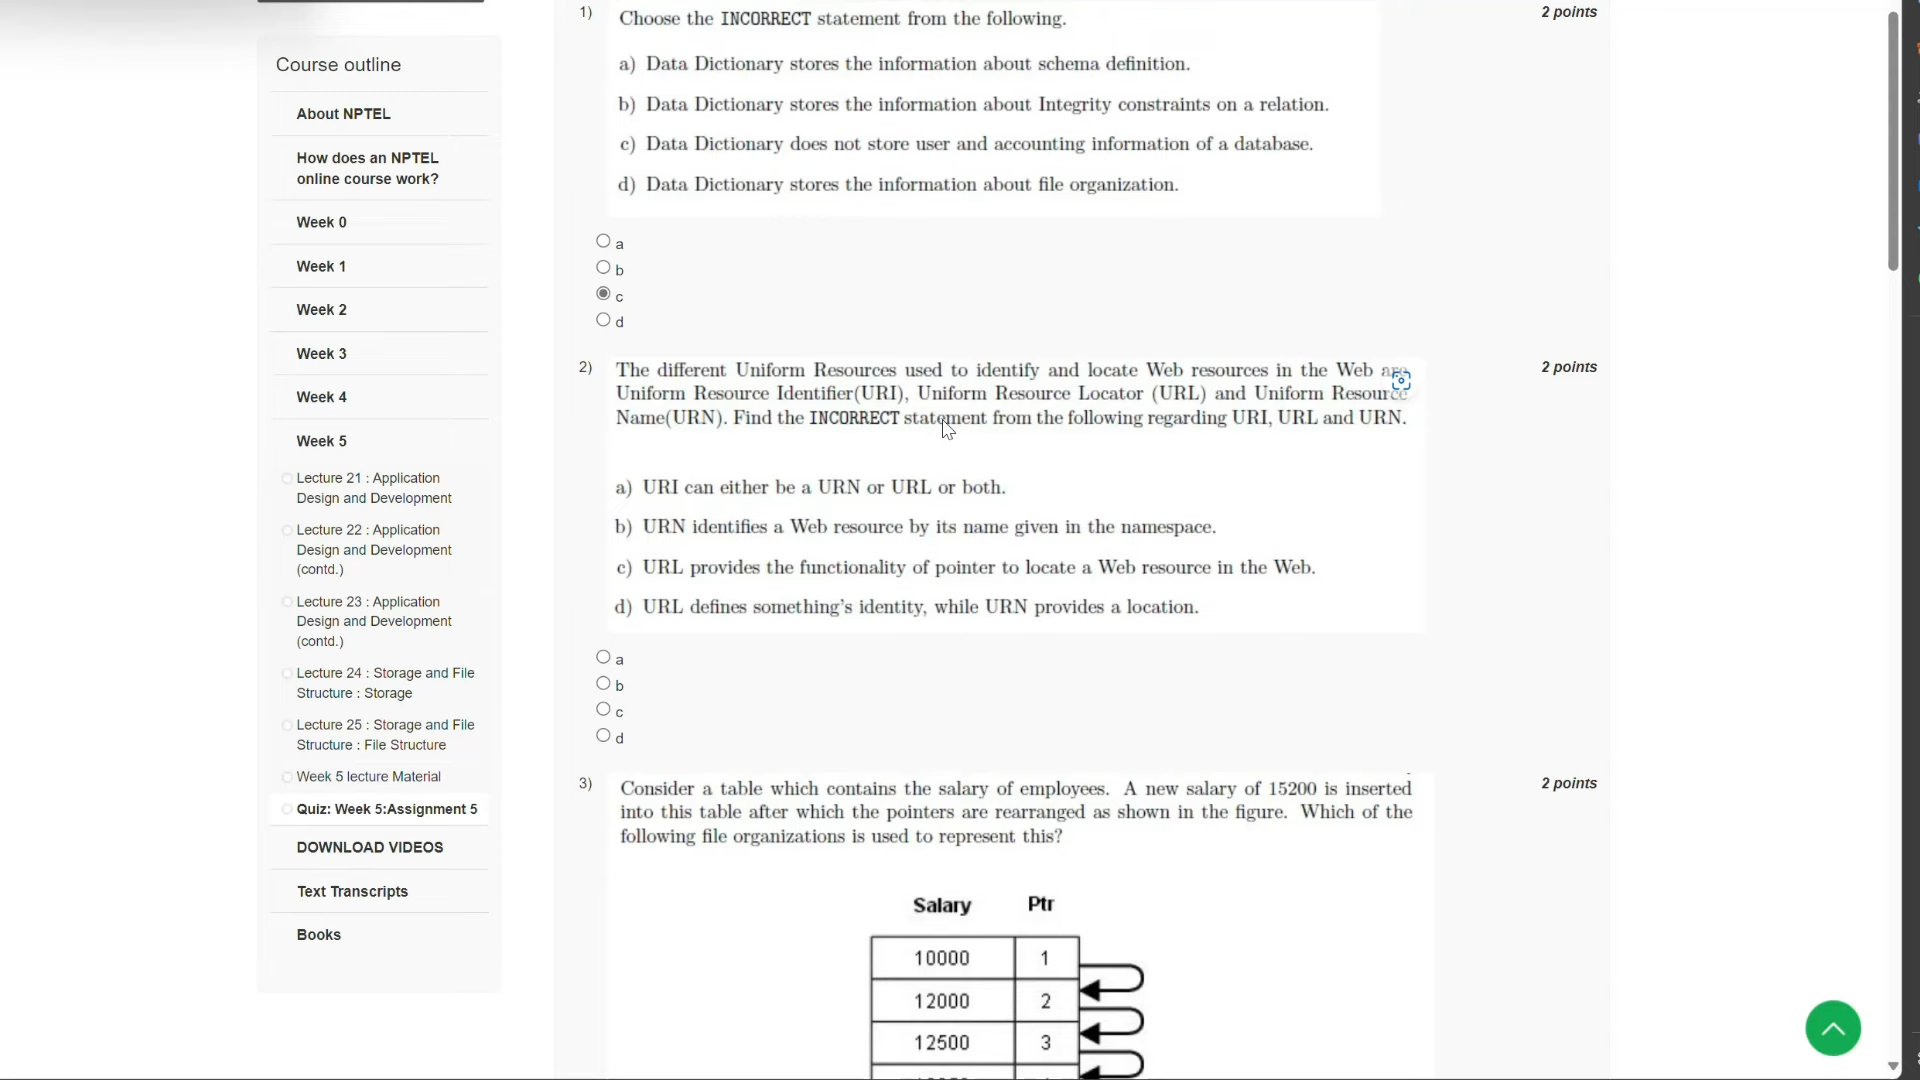 Course outline
About NPTEL
How does an NPTEL
online course work?
Week 0
Week 1
Week 2
Week 3
Week 4
Week 5
Lecture 21 : Application
Design and Development
Lecture 22 : Application
Design and Development
(contd.)
Lecture 23 : Application
Design and Development
(contd.)
Lecture 24 : Storage and File
Structure : Storage
Lecture 25 : Storage and File
Structure : File Structure
Week 5 lecture Material
Quiz: Week 5:Assignment 5
DOWNLOAD VIDEOS
Text Transcripts
Books
1) Choose the INCORRECT statement from the following. 2 points
a) Data Dictionary stores the information about schema definition.
b) Data Dictionary stores the information about Integrity constraints on a relation.
c) Data Dictionary does not store user and accounting information of a database.
d) Data Dictionary stores the information about file organization.
a
b
c
d
2) The different Uniform Resources used to identify and locate Web resources in the Web are 2 points
Uniform Resource Identifier(URI), Uniform Resource Locator (URL) and Uniform Resource
Name(URN). Find the INCORRECT statement from the following regarding URI, URL and URN.
a) URI can either be a URN or URL or both.
b) URN identifies a Web resource by its name given in the namespace.
c) URL provides the functionality of pointer to locate a Web resource in the Web.
d) URL defines something's identity, while URN provides a location.
a
b
c
d
3) Consider a table which contains the salary of employees. A new salary of 15200 is inserted 2 points
into this table after which the pointers are rearranged as shown in the figure. Which of the
following file organizations is used to represent this?
Salary Ptr
10000 1
12000 2
12500 3